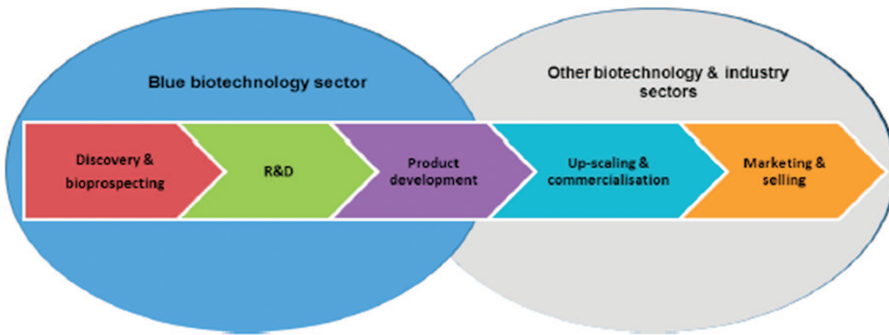 Blue biotechnology sector
Other biotechnology & industry
sectors
Discovery &
bioprospecting
R&D
Product
development
Up-scaling &
commercialisation
Marketing &
selling